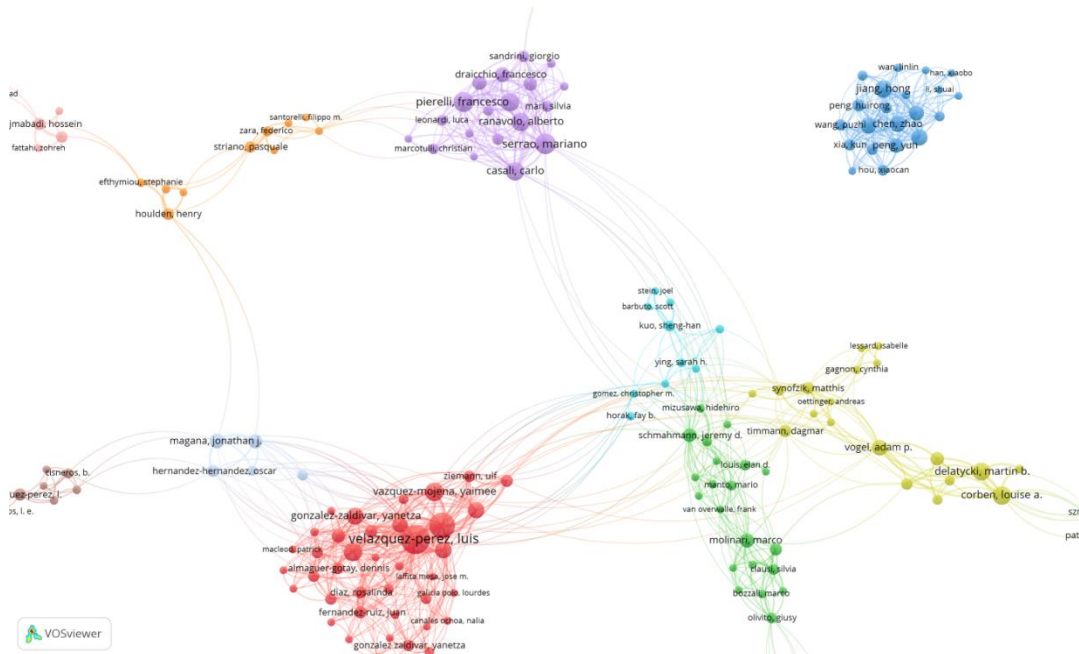 sandrini, giorgio
draicchio, francesco
pierelli, francesco
mari, silvia
leonardi, luca
ranavolo, alberto
marcotulli, christian
serrao, mariano
casali, carlo
wan, linlin
han, xiaobo
jiang, hong
li, shuai
peng, huirong
wang, puzhi
chen, zhao
xia, kun
peng, yun
hou, xiaocan
ad
jmabadi, hossein
fattahi, zohreh
santorelli, filippo m.
zara, federico
striano, pasquale
efthymiou, stephanie
houlden, henry
stein, joel
barbuto, scott
kuo, sheng-han
ying, sarah h.
gomez, christopher m.
horak, fay b.
lessard, isabelle
gagnon, cynthia
synofzik, matthis
oettinger, andreas
timmann, dagmar
vogel, adam p.
delatycki, martin b.
corben, louise a.
szm
pat
mizusawa, hidehiro
schmahmann, jeremy d.
louis, elan d.
manto, mario
van overwalle, frank
molinari, marco
clausi, silvia
bozzali, marco
olivito, giusy
magana, jonathan j.
hernandez-hernandez, oscar
cisneros, b.
uez-perez, l.
os, l. e.
ziemann, ulf
vazquez-mojena, yaimee
gonzalez-zaldivar, yanetza
velazquez-perez, luis
macleod, patrick
almaguer-gotay, dennis
laffita mesa, jose m.
diaz, rosalinda
galicia polo, lourdes
fernandez-ruiz, juan
canales ochoa, nalia
gonzalez zaldivar, yanetza
VOSviewer